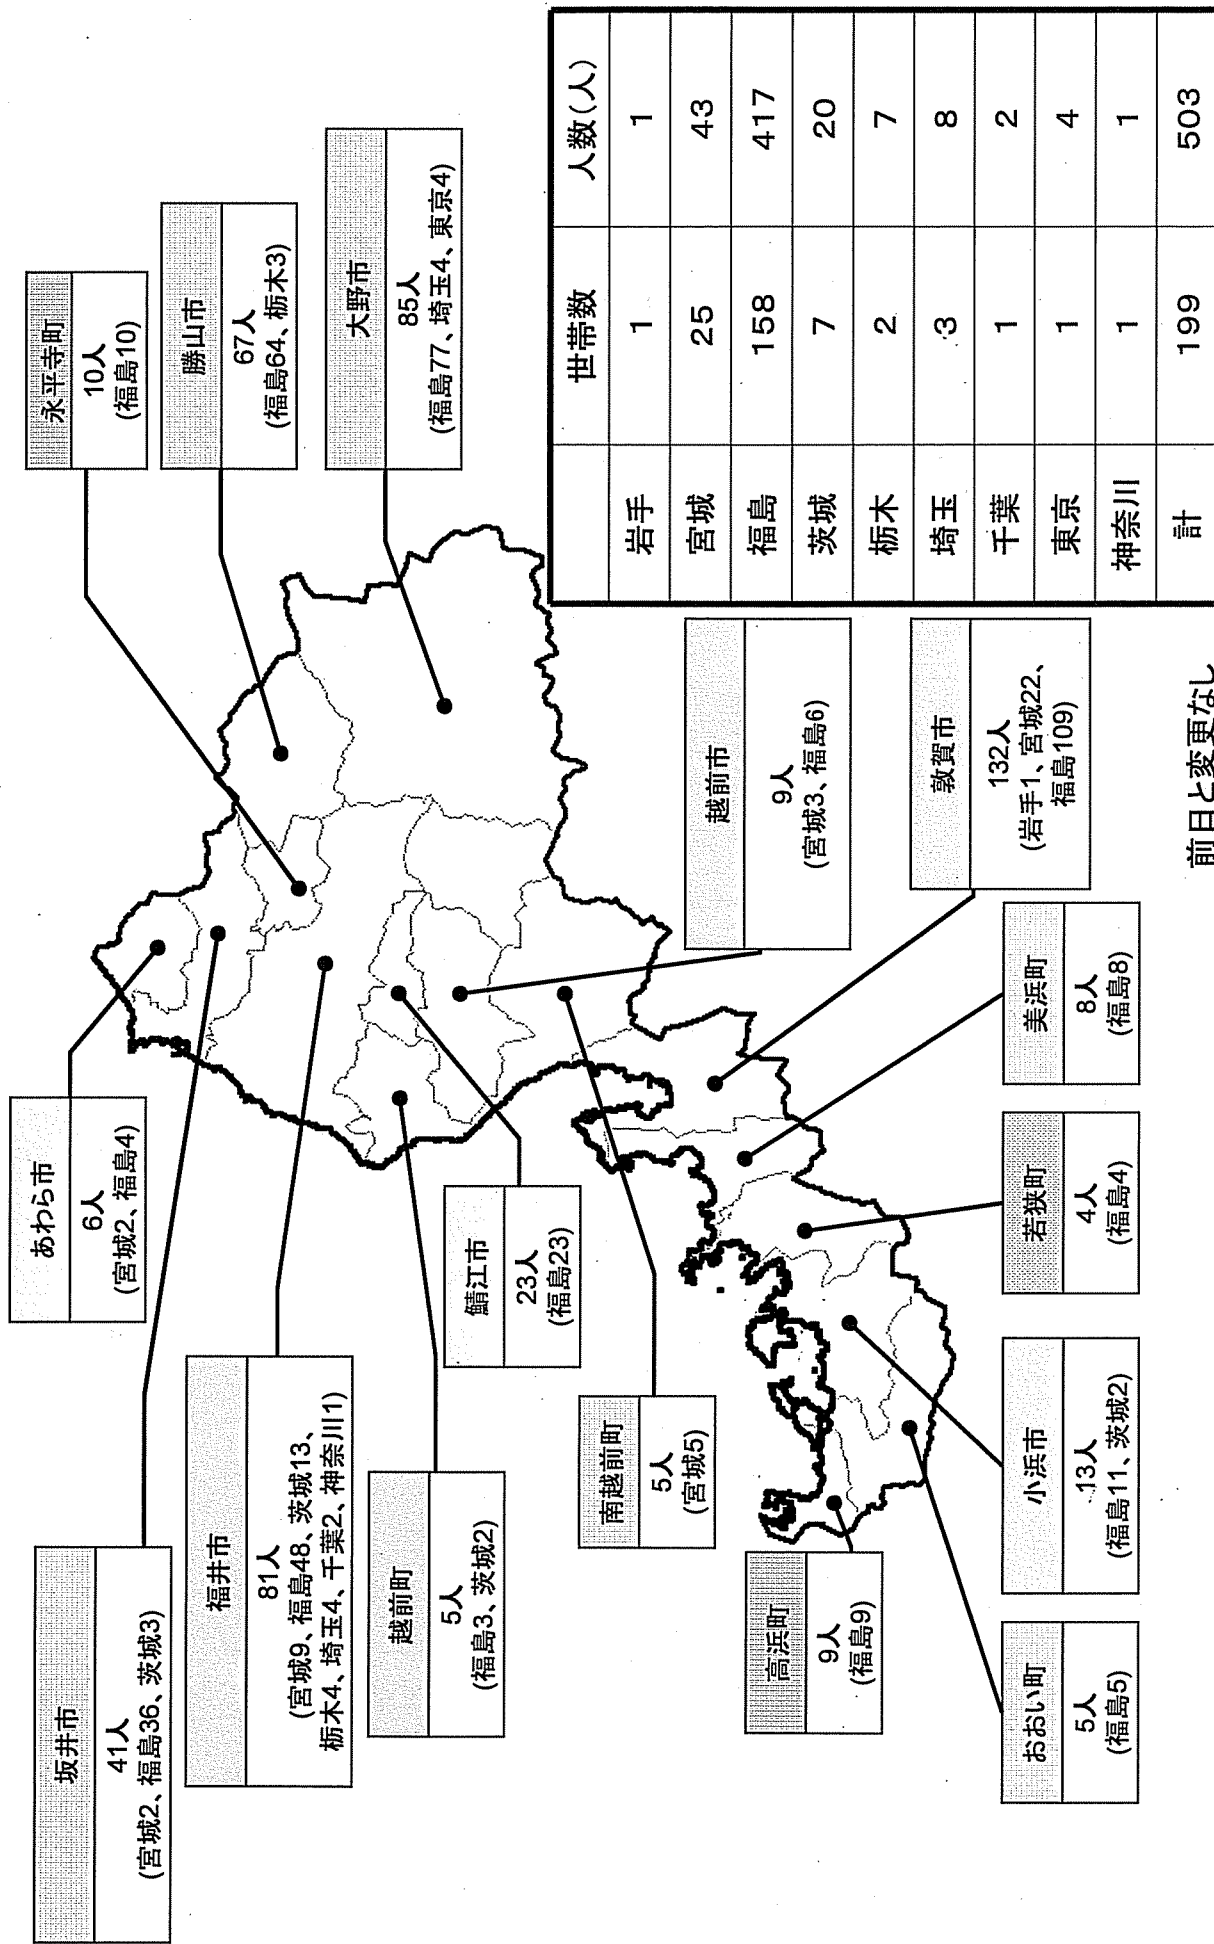 坂井市
41人
(宮城2、福島36、茨城3)
あわら市
6人
(宮城2、福島4)
永平寺町
10人
(福島10)
勝山市
67人
(福島64、栃木3)
大野市
85人
(福島77、埼玉4、東京4)
福井市
81人
(宮城9、福島48、茨城13、
栃木4、埼玉4、千葉2、神奈川1)
越前町
5人
(福島3、茨城2)
鯖江市
23人
(福島23)
南越前町
5人
(宮城5)
越前市
9人
(宮城3、福島6)
敦賀市
132人
(岩手1、宮城22、
福島109)
高浜町
9人
(福島9)
おおい町
5人
(福島5)
小浜市
13人
(福島11、茨城2)
若狭町
4人
(福島4)
美浜町
8人
(福島8)
世帯数 人数(人)
岩手 1 1
宮城 25 43
福島 158 417
茨城 7 20
栃木 2 7
埼玉 3 8
千葉 1 2
東京 1 4
神奈川 1 1
計 199 503
前日と変更なし